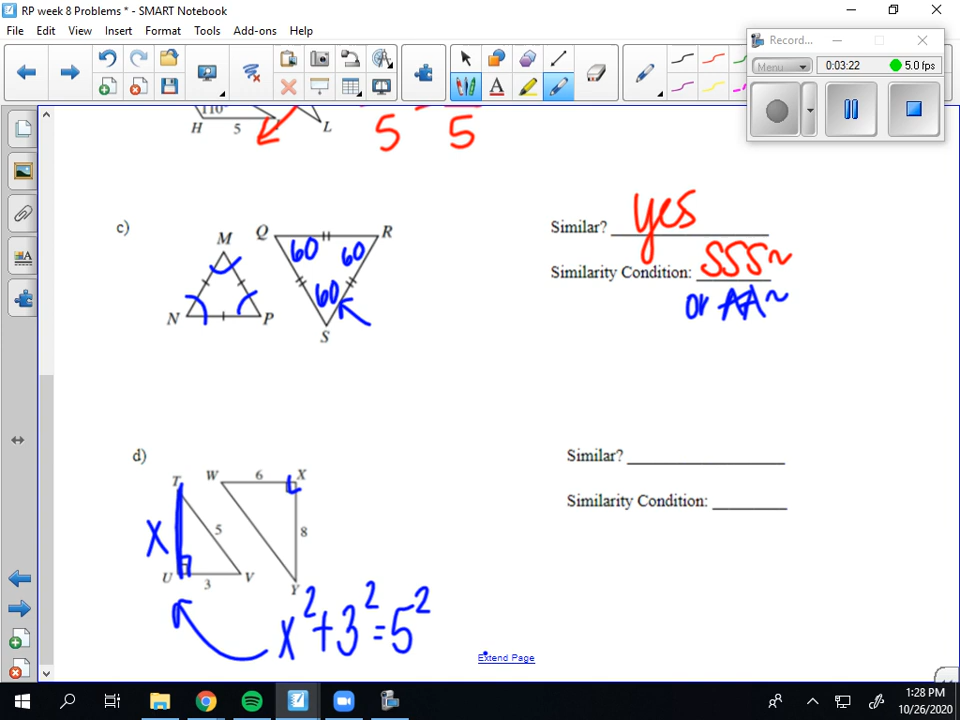 RP week 8 Problems * - SMART Notebook
File Edit View Insert Format Tools Add-ons Help
Record...
Menu 0:03:22 5.0 fps
110°
H 5 L
5 5
c)
M Q R
60 60
60
N P
S
Similar? yes
Similarity Condition: SSS~
or AA~
d)
T W 6 X
X 5 8
U 3 V Y
x²+3²=5²
Similar?
Similarity Condition:
Extend Page
1:28 PM
10/26/2020